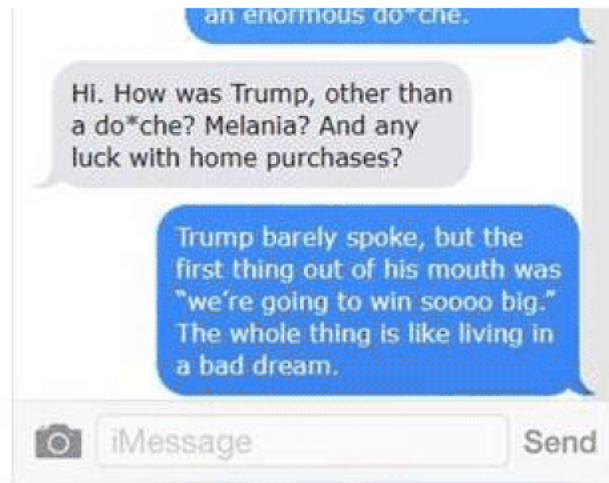 an enormous do*che.
Hi. How was Trump, other than
a do*che? Melania? And any
luck with home purchases?
Trump barely spoke, but the
first thing out of his mouth was
"we're going to win soooo big."
The whole thing is like living in
a bad dream.
iMessage Send